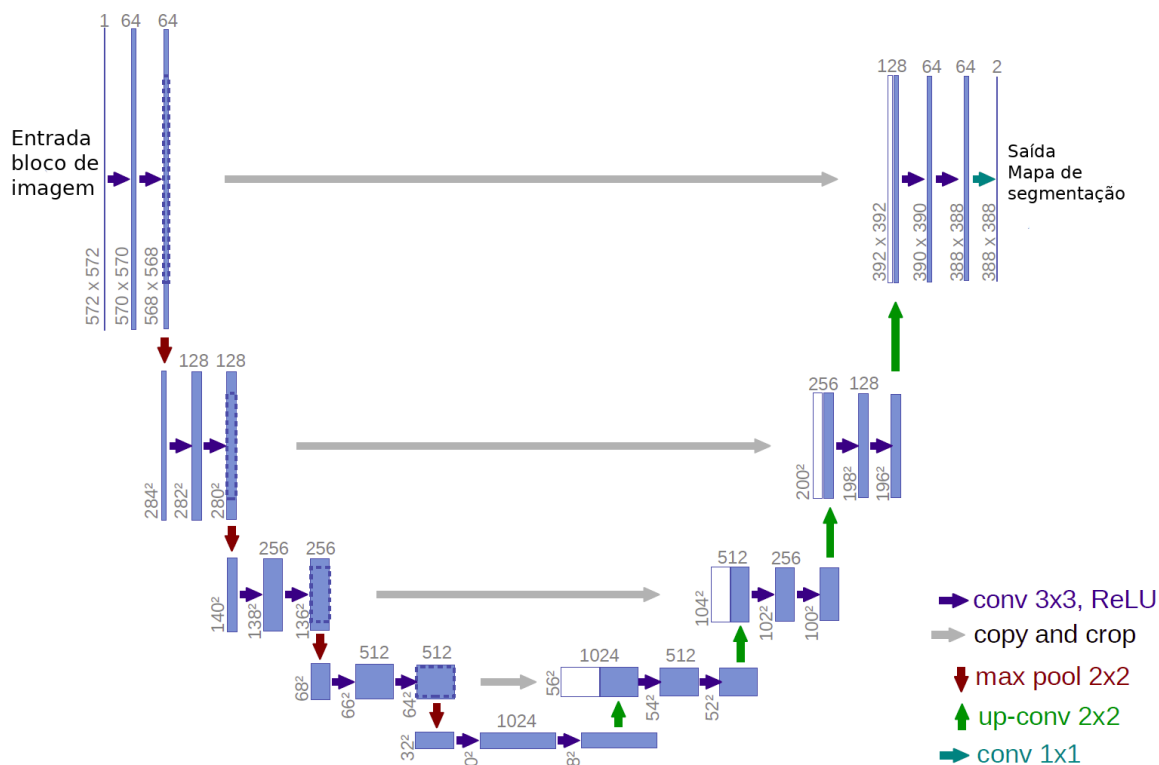 1 64 64
Entrada
bloco de
imagem
572 x 572
570 x 570
568 x 568
128 64 64 2
Saída
Mapa de
segmentação
392 x 392
390 x 390
388 x 388
388 x 388
128 128
284²
282²
280²
256 128
200²
198²
196²
256 256
140²
138²
136²
512 256
104²
102²
100²
512 512
68²
66²
64²
1024 512
56²
54²
52²
1024
32²
conv 3x3, ReLU
copy and crop
max pool 2x2
up-conv 2x2
conv 1x1